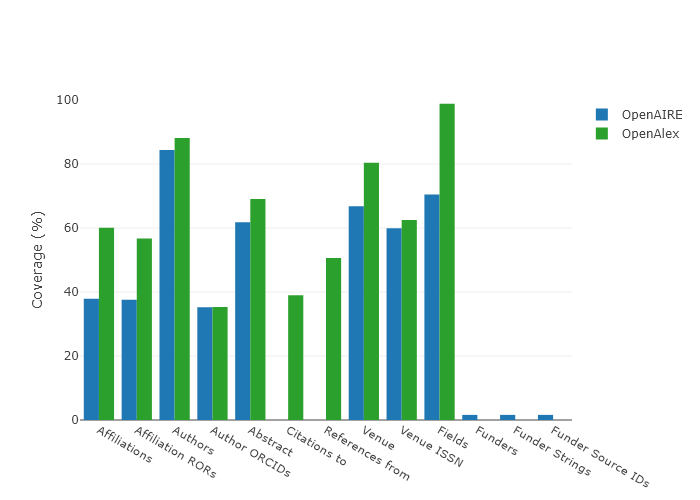 100
80
60
40
20
0
Coverage (%)
Affiliations
Affiliation RORs
Authors
Author ORCIDs
Abstract
Citations to
References from
Venue
Venue ISSN
Fields
Funders
Funder Strings
Funder Source IDs
OpenAIRE
OpenAlex